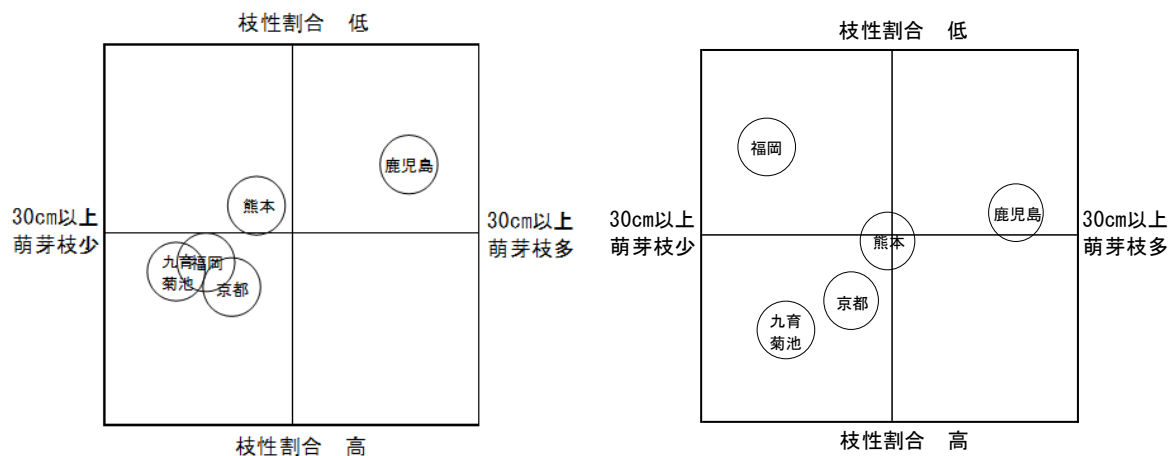 枝性割合　低
鹿児島
熊本
30cm以上
萌芽枝少
30cm以上
萌芽枝多
九育
菊池
福岡
京都
枝性割合　高
枝性割合　低
福岡
鹿児島
30cm以上
萌芽枝少
30cm以上
萌芽枝多
熊本
京都
九育
菊池
枝性割合　高